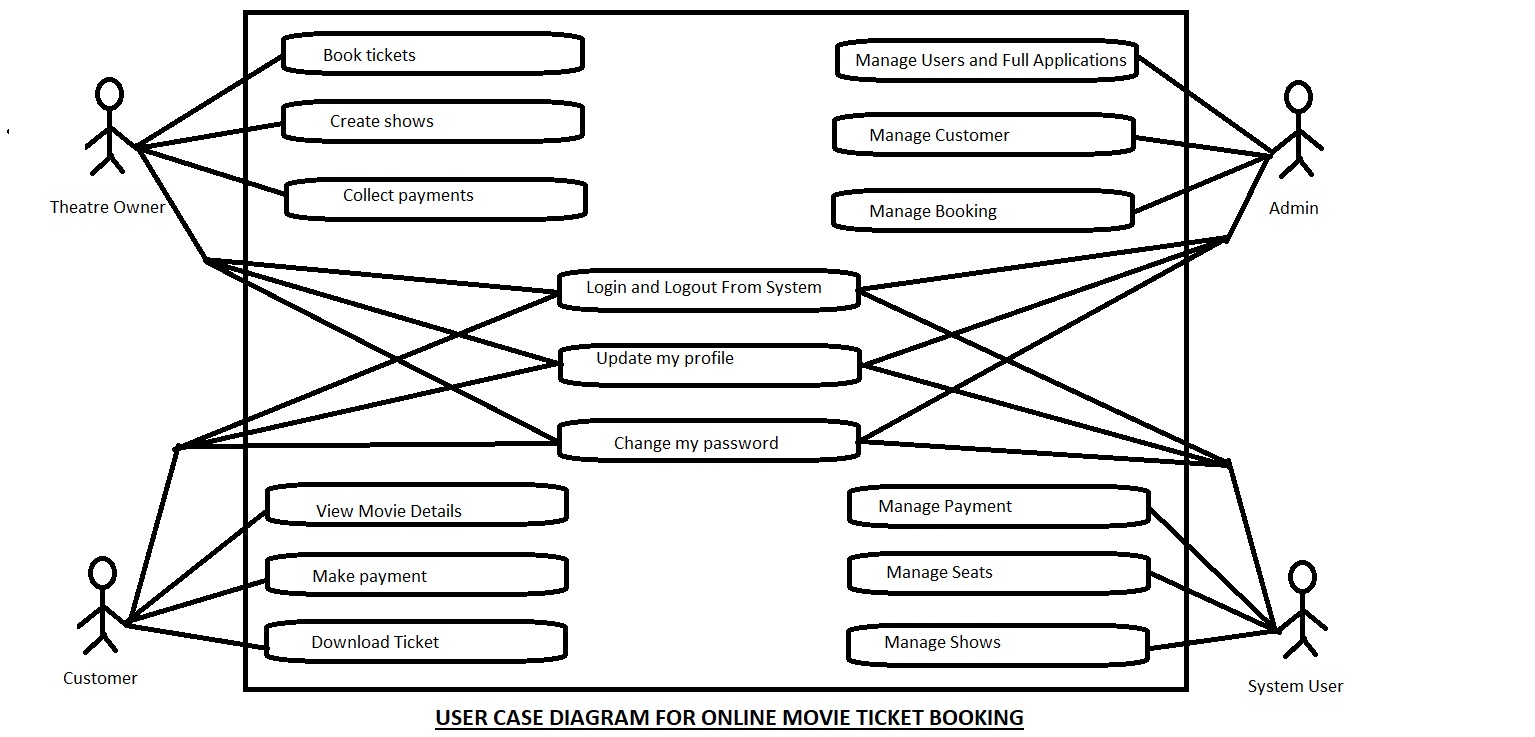 Book tickets
Manage Users and Full Applications
Create shows
Manage Customer
Collect payments
Manage Booking
Theatre Owner
Admin
Login and Logout From System
Update my profile
Change my password
View Movie Details
Manage Payment
Make payment
Manage Seats
Download Ticket
Manage Shows
Customer
System User
USER CASE DIAGRAM FOR ONLINE MOVIE TICKET BOOKING